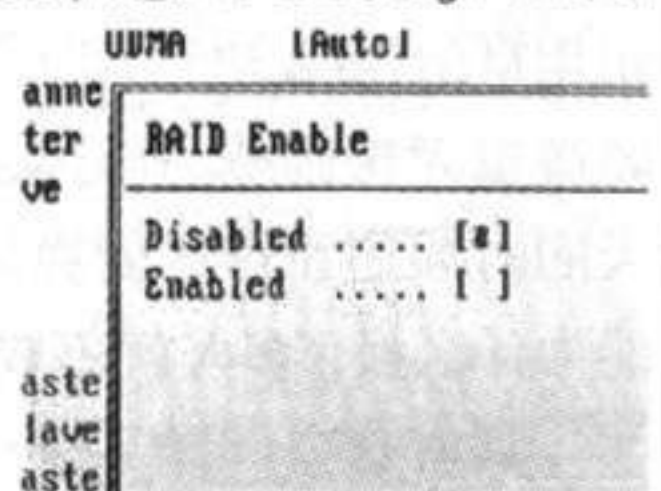 UDMA [Auto]
anne
ter
ve
RAID Enable
Disabled ..... [■]
Enabled ..... [ ]
aste
lave
aste